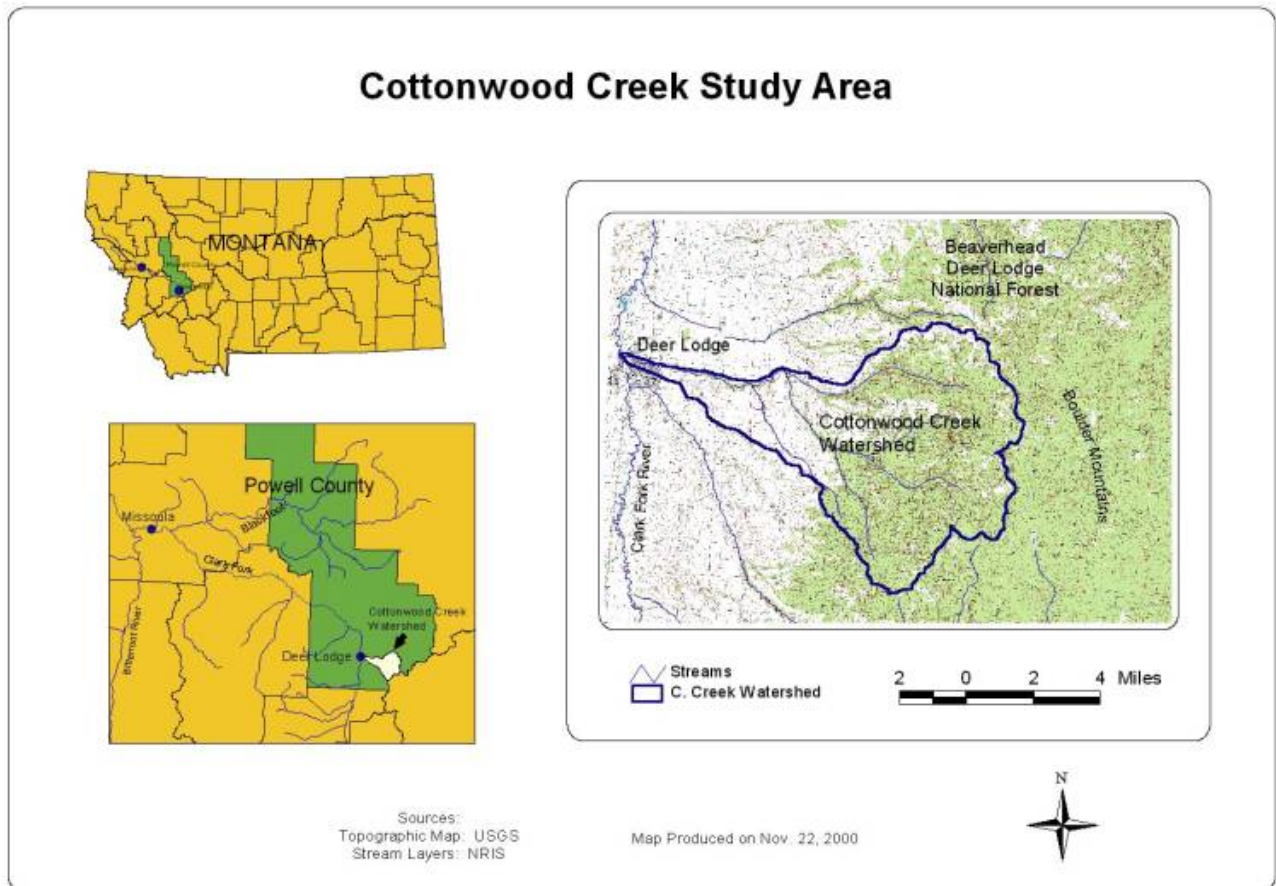 Cottonwood Creek Study Area
MONTANA
Powell County
Missoula
Blackfoot
Clark Fork
Bitterroot River
Cottonwood Creek
Watershed
Deer Lodge
Beaverhead
Deer Lodge
National Forest
Deer Lodge
Cottonwood Creek
Watershed
Boulder Mountains
Clark Fork River
Streams
C. Creek Watershed
2 0 2 4 Miles
N
Sources:
Topographic Map: USGS
Stream Layers: NRIS
Map Produced on Nov. 22, 2000